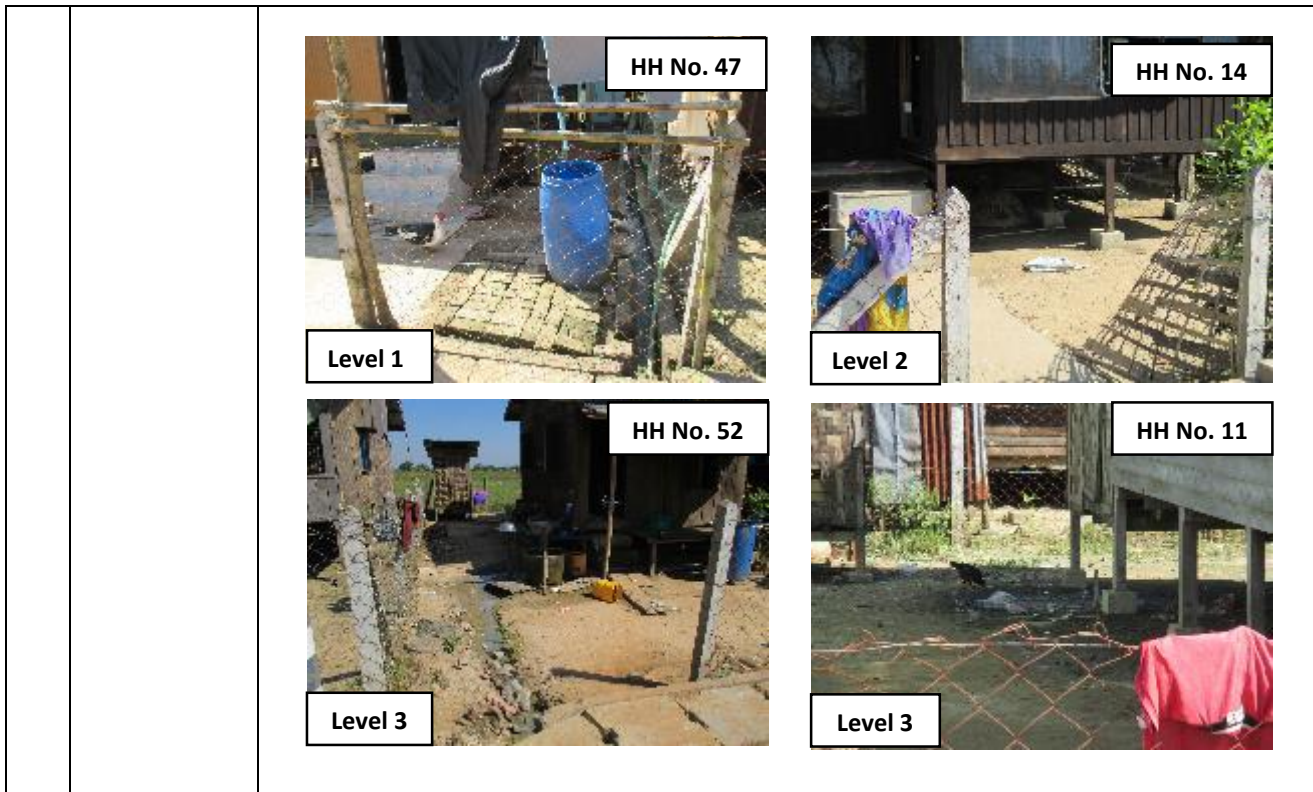 HH No. 47
Level 1
HH No. 14
Level 2
HH No. 52
Level 3
HH No. 11
Level 3